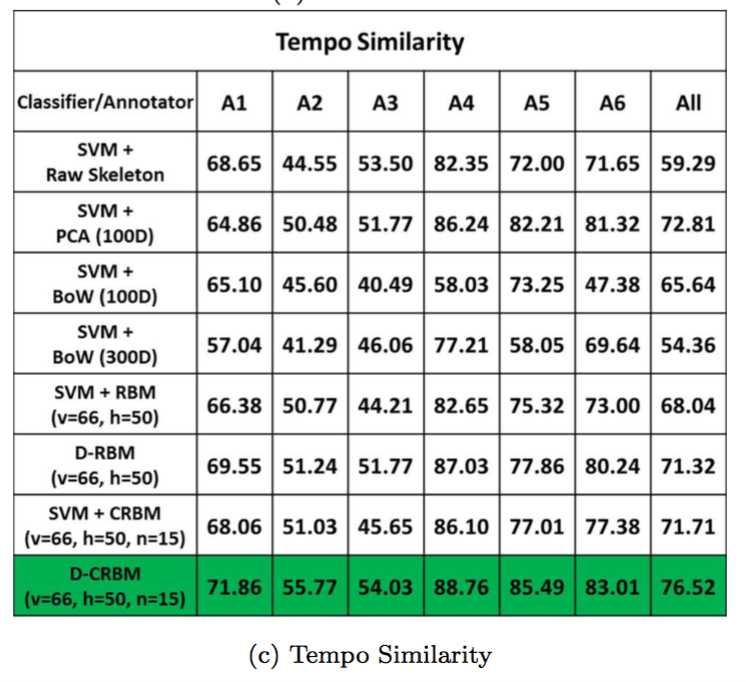 Tempo Similarity
Classifier/Annotator A1 A2 A3 A4 A5 A6 All
SVM +
Raw Skeleton 68.65 44.55 53.50 82.35 72.00 71.65 59.29
SVM +
PCA (100D) 64.86 50.48 51.77 86.24 82.21 81.32 72.81
SVM +
BoW (100D) 65.10 45.60 40.49 58.03 73.25 47.38 65.64
SVM +
BoW (300D) 57.04 41.29 46.06 77.21 58.05 69.64 54.36
SVM + RBM
(v=66, h=50) 66.38 50.77 44.21 82.65 75.32 73.00 68.04
D-RBM
(v=66, h=50) 69.55 51.24 51.77 87.03 77.86 80.24 71.32
SVM + CRBM
(v=66, h=50, n=15) 68.06 51.03 45.65 86.10 77.01 77.38 71.71
D-CRBM
(v=66, h=50, n=15) 71.86 55.77 54.03 88.76 85.49 83.01 76.52
(c) Tempo Similarity